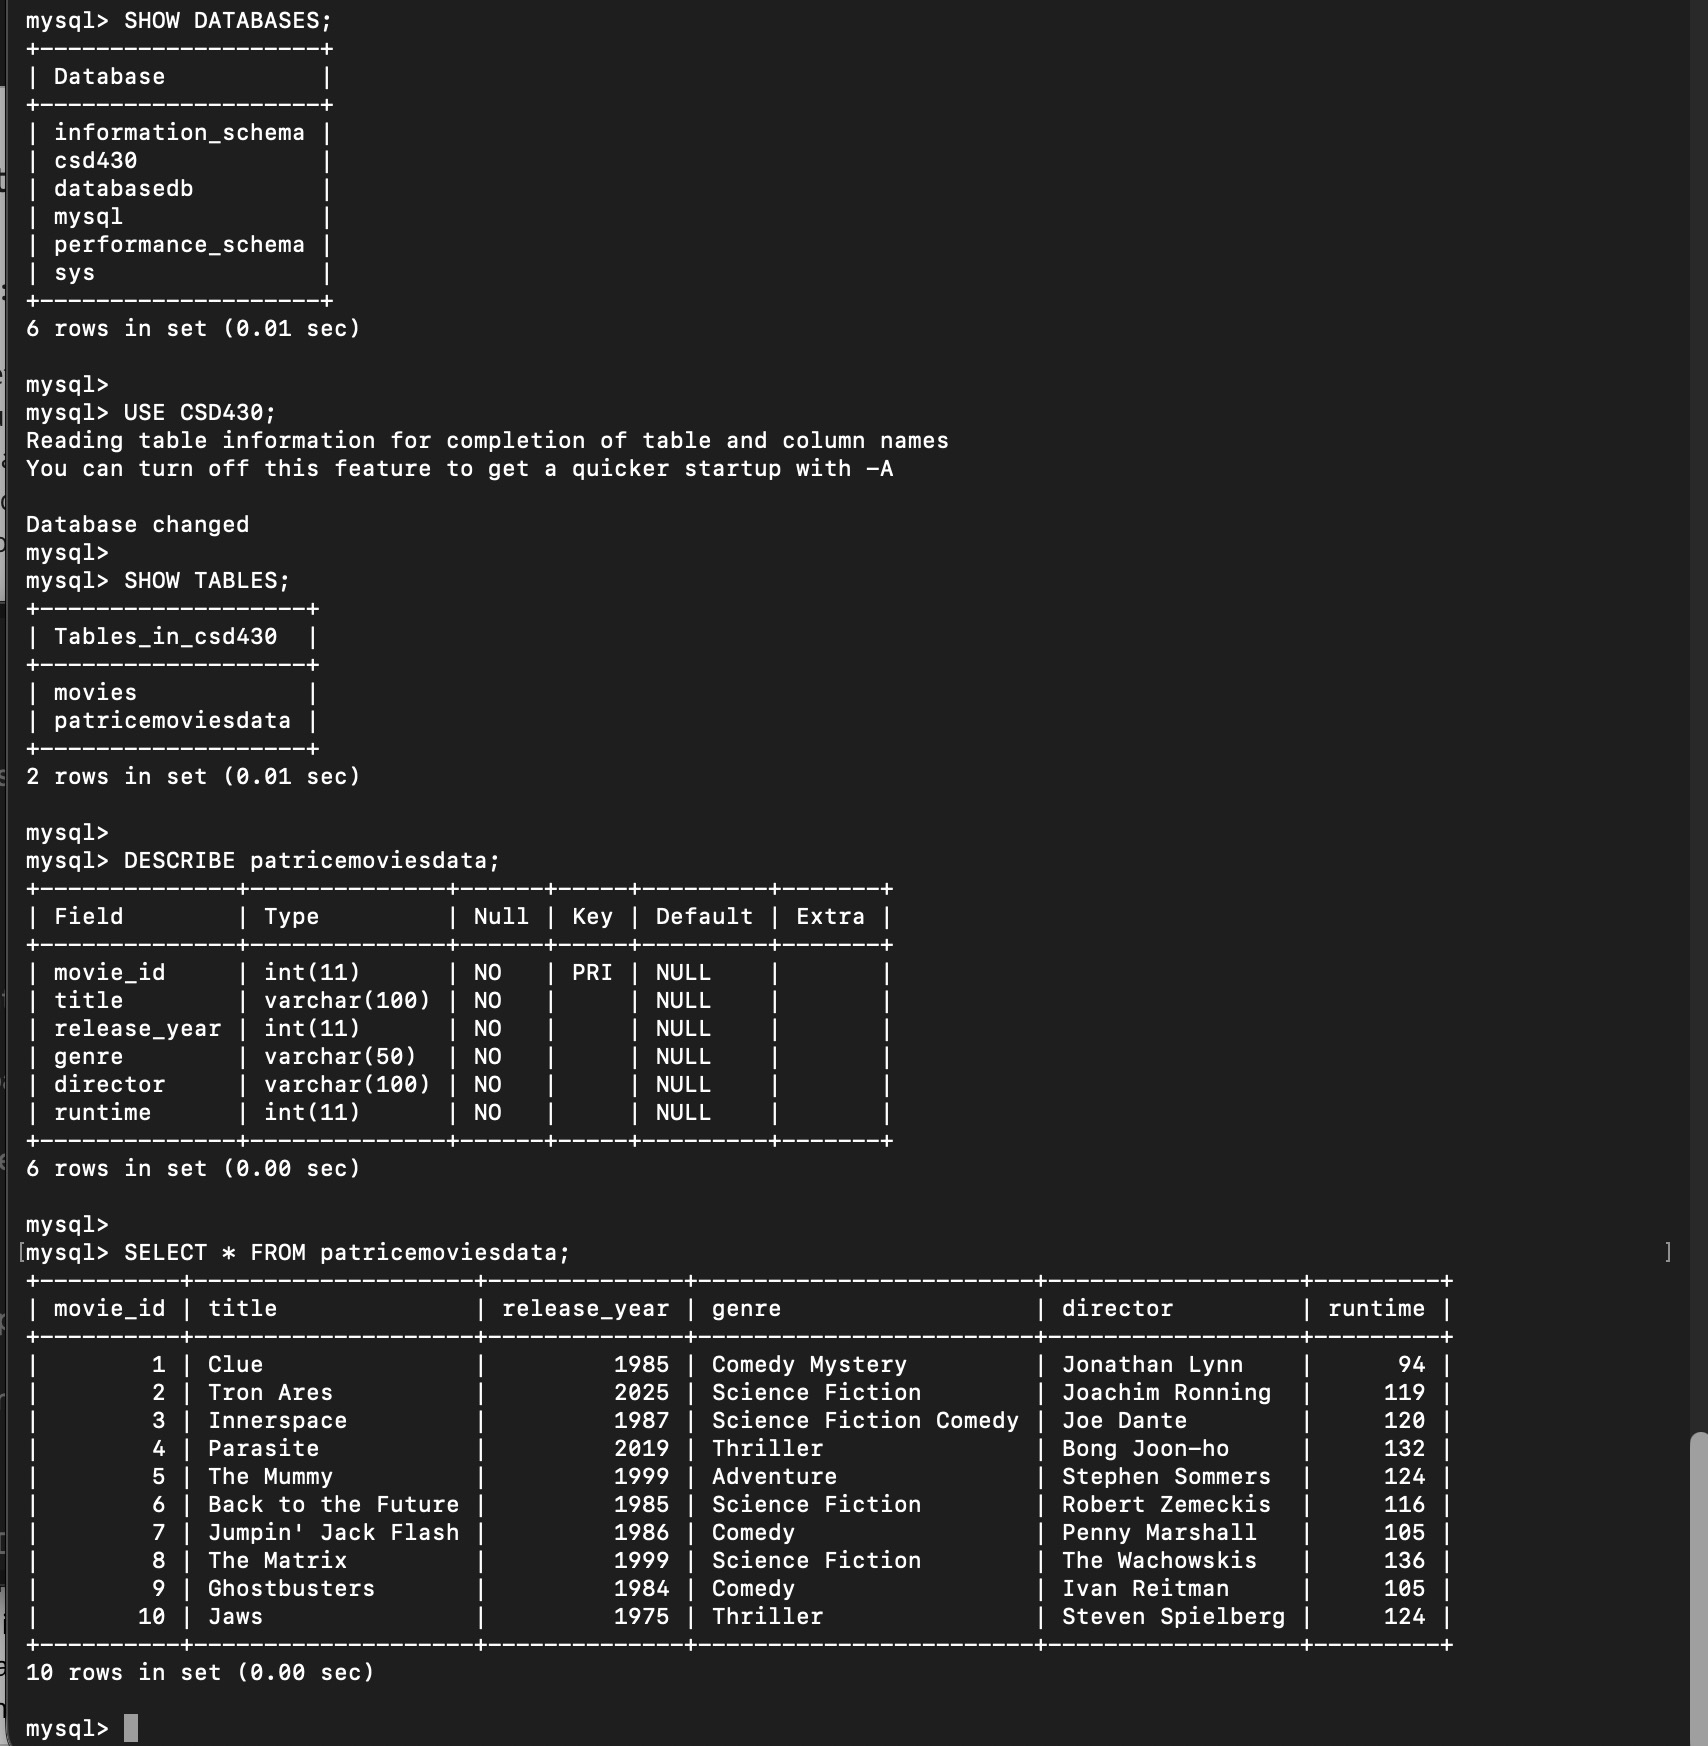 mysql> SHOW DATABASES;
+--------------------+
| Database           |
+--------------------+
| information_schema |
| csd430             |
| databasedb         |
| mysql              |
| performance_schema |
| sys                |
+--------------------+
6 rows in set (0.01 sec)
mysql>
mysql> USE CSD430;
Reading table information for completion of table and column names
You can turn off this feature to get a quicker startup with -A
Database changed
mysql>
mysql> SHOW TABLES;
+-------------------+
| Tables_in_csd430  |
+-------------------+
| movies            |
| patricemoviesdata |
+-------------------+
2 rows in set (0.01 sec)
mysql>
mysql> DESCRIBE patricemoviesdata;
+--------------+--------------+------+-----+---------+-------+
| Field        | Type         | Null | Key | Default | Extra |
+--------------+--------------+------+-----+---------+-------+
| movie_id     | int(11)      | NO   | PRI | NULL    |       |
| title        | varchar(100) | NO   |     | NULL    |       |
| release_year | int(11)      | NO   |     | NULL    |       |
| genre        | varchar(50)  | NO   |     | NULL    |       |
| director     | varchar(100) | NO   |     | NULL    |       |
| runtime      | int(11)      | NO   |     | NULL    |       |
+--------------+--------------+------+-----+---------+-------+
6 rows in set (0.00 sec)
mysql>
[mysql> SELECT * FROM patricemoviesdata; ]
+----------+--------------------+--------------+------------------------+------------------+---------+
| movie_id | title              | release_year | genre                  | director         | runtime |
+----------+--------------------+--------------+------------------------+------------------+---------+
|        1 | Clue               |         1985 | Comedy Mystery         | Jonathan Lynn    |      94 |
|        2 | Tron Ares          |         2025 | Science Fiction        | Joachim Ronning  |     119 |
|        3 | Innerspace         |         1987 | Science Fiction Comedy | Joe Dante        |     120 |
|        4 | Parasite           |         2019 | Thriller               | Bong Joon-ho     |     132 |
|        5 | The Mummy          |         1999 | Adventure              | Stephen Sommers  |     124 |
|        6 | Back to the Future |         1985 | Science Fiction        | Robert Zemeckis  |     116 |
|        7 | Jumpin' Jack Flash |         1986 | Comedy                 | Penny Marshall   |     105 |
|        8 | The Matrix         |         1999 | Science Fiction        | The Wachowskis   |     136 |
|        9 | Ghostbusters       |         1984 | Comedy                 | Ivan Reitman     |     105 |
|       10 | Jaws               |         1975 | Thriller               | Steven Spielberg |     124 |
+----------+--------------------+--------------+------------------------+------------------+---------+
10 rows in set (0.00 sec)
mysql>